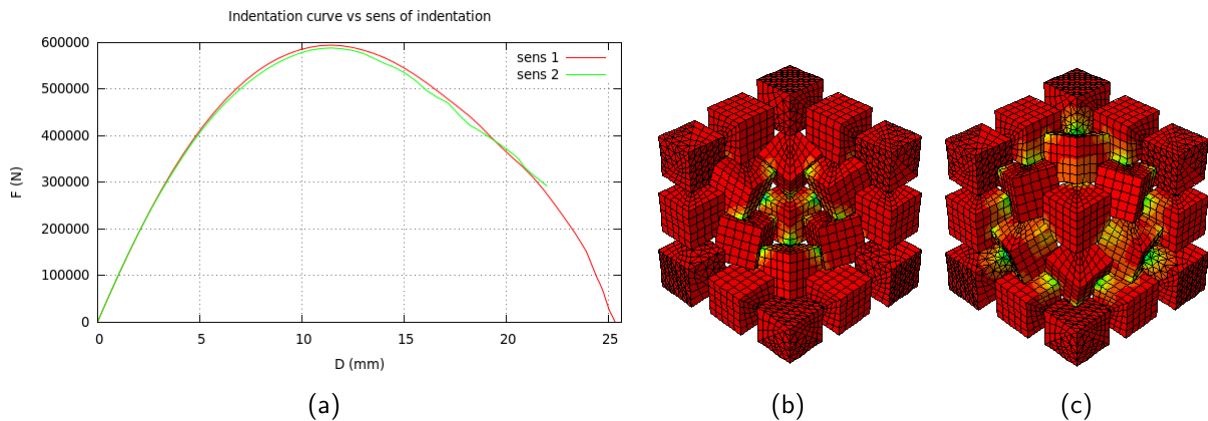 Indentation curve vs sens of indentation
600000
500000
400000
300000
200000
100000
0
F (N)
sens 1
sens 2
0 5 10 15 20 25
D (mm)
(a) (b) (c)